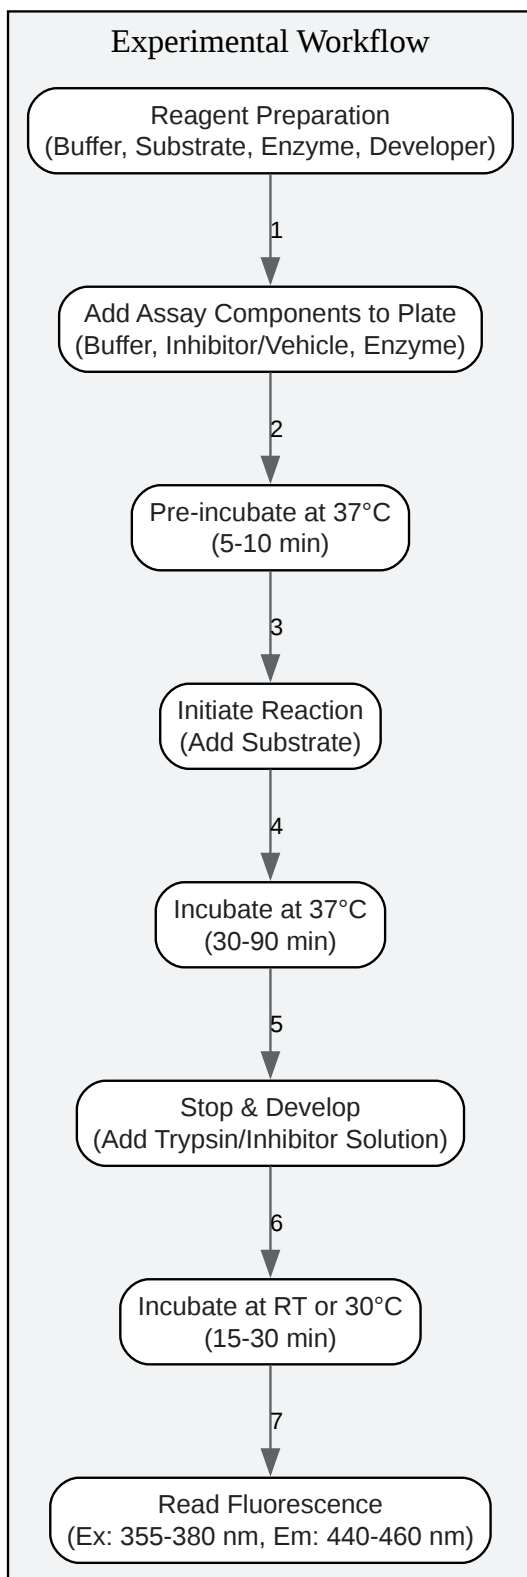 Experimental Workflow
Reagent Preparation
(Buffer, Substrate, Enzyme, Developer)
1
Add Assay Components to Plate
(Buffer, Inhibitor/Vehicle, Enzyme)
2
Pre-incubate at 37°C
(5-10 min)
3
Initiate Reaction
(Add Substrate)
4
Incubate at 37°C
(30-90 min)
5
Stop & Develop
(Add Trypsin/Inhibitor Solution)
6
Incubate at RT or 30°C
(15-30 min)
7
Read Fluorescence
(Ex: 355-380 nm, Em: 440-460 nm)